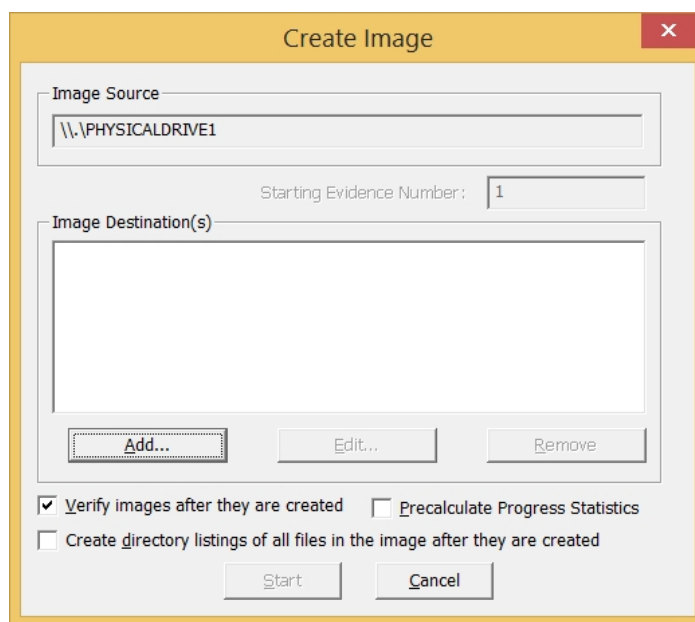 Create Image
Image Source
\\.\PHYSICALDRIVE1
Starting Evidence Number: 1
Image Destination(s)
Add... Edit... Remove
Verify images after they are created Precalculate Progress Statistics
Create directory listings of all files in the image after they are created
Start Cancel